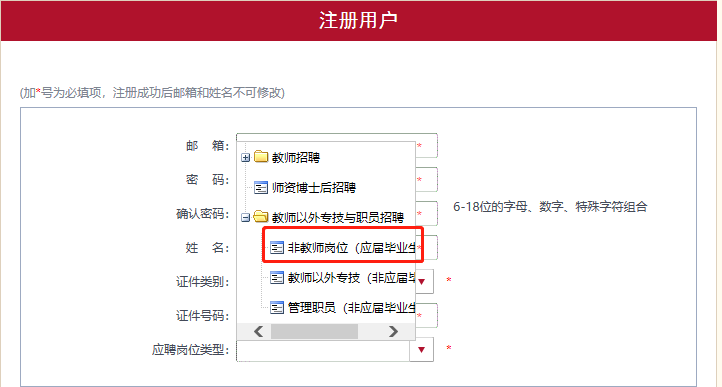 注册用户
(加*号为必填项，注册成功后邮箱和姓名不可修改)
邮 箱： *
教师招聘
密 码： *
师资博士后招聘
确认密码： * 6-18位的字母、数字、特殊字符组合
教师以外专技与职员招聘
姓 名： *
非教师岗位（应届毕业生
证件类别： *
教师以外专技（非应届毕
证件号码： *
管理职员（非应届毕业生
应聘岗位类型： *